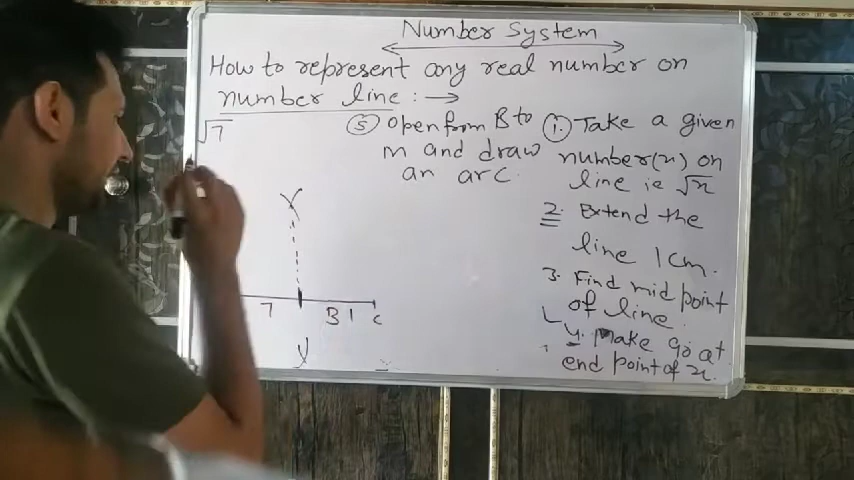 Number System
How to represent any real number on
number line : →
√7
⑤ Open from B to
m and draw
an arc.
①. Take a given
number(x) on
line ie √x
2. Extend the
line 1 cm.
3. Find mid point
of line.
4. Make 90° at
end point of x.
7 B 1 C